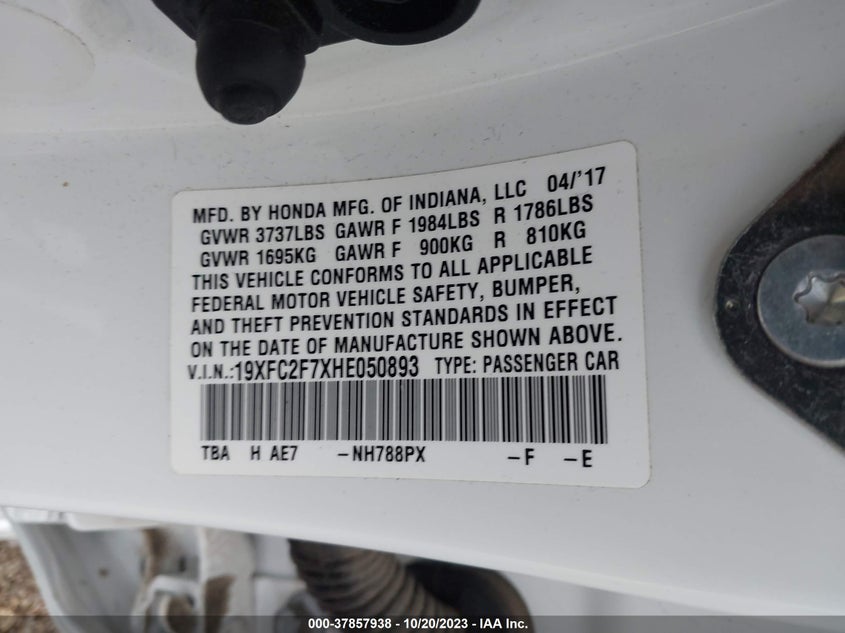 MFD. BY HONDA MFG. OF INDIANA, LLC 04/'17
GVWR 3737LBS GAWR F 1984LBS R 1786LBS
GVWR 1695KG GAWR F 900KG R 810KG
THIS VEHICLE CONFORMS TO ALL APPLICABLE
FEDERAL MOTOR VEHICLE SAFETY, BUMPER,
AND THEFT PREVENTION STANDARDS IN EFFECT
ON THE DATE OF MANUFACTURE SHOWN ABOVE.
V.I.N.:19XFC2F7XHE050893 TYPE: PASSENGER CAR
TBA H AE7 -NH788PX -F -E
000-37857938 - 10/20/2023 - IAA Inc.